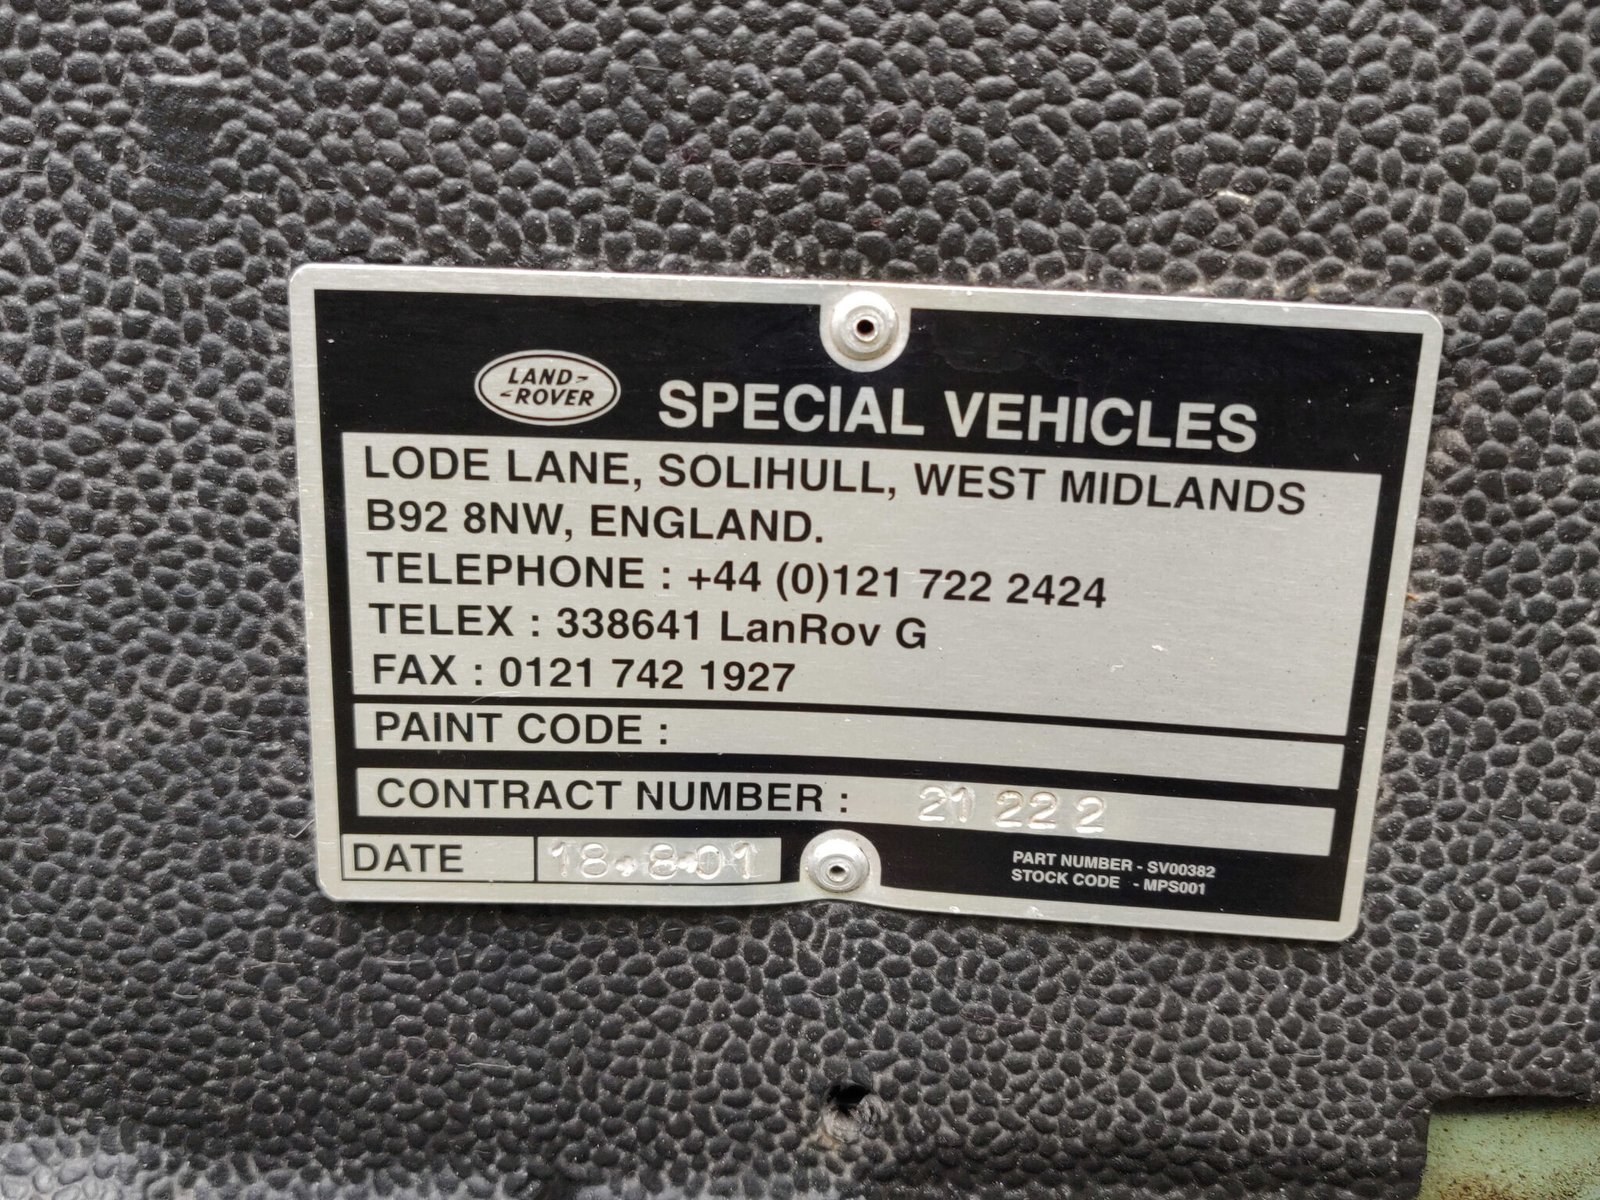 LAND-
-ROVER
SPECIAL VEHICLES
LODE LANE, SOLIHULL, WEST MIDLANDS
B92 8NW, ENGLAND.
TELEPHONE : +44 (0)121 722 2424
TELEX : 338641 LanRov G
FAX : 0121 742 1927
PAINT CODE :
CONTRACT NUMBER : 21 22 2
DATE 18.8.01
PART NUMBER - SV00382
STOCK CODE - MPS001